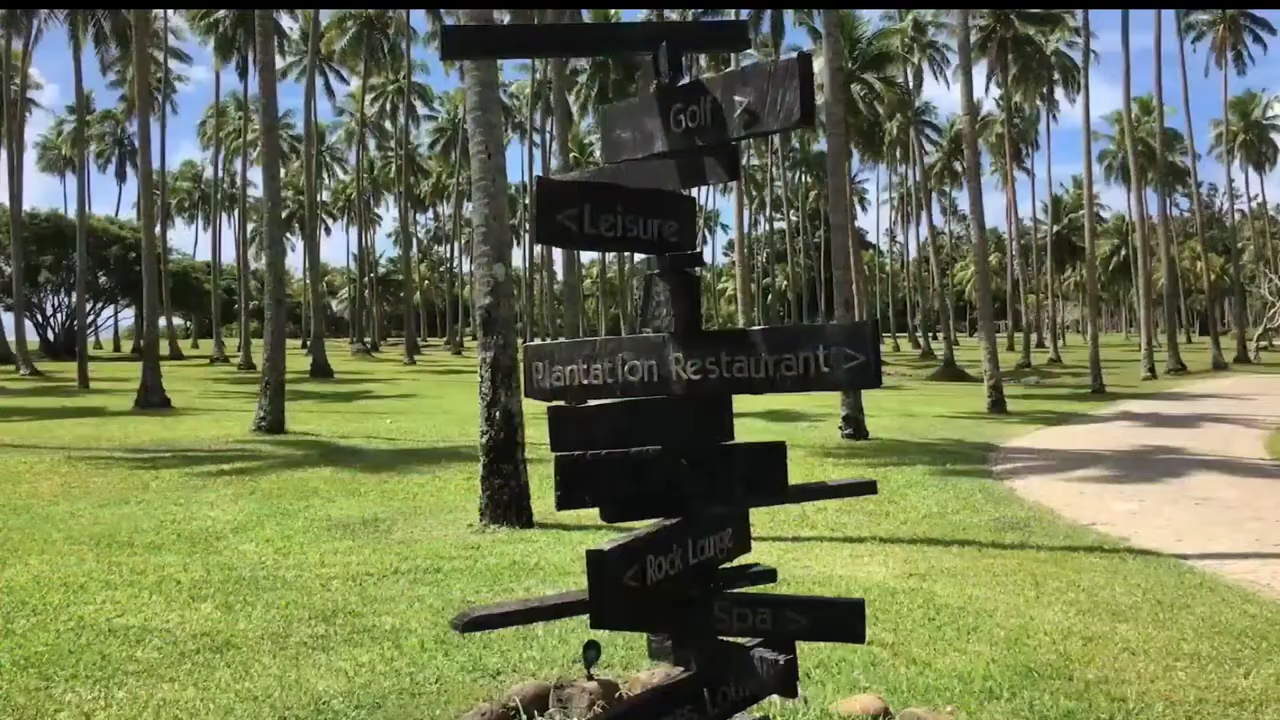 Golf >
< Leisure
Plantation Restaurant >
< Rock Lounge
Spa >